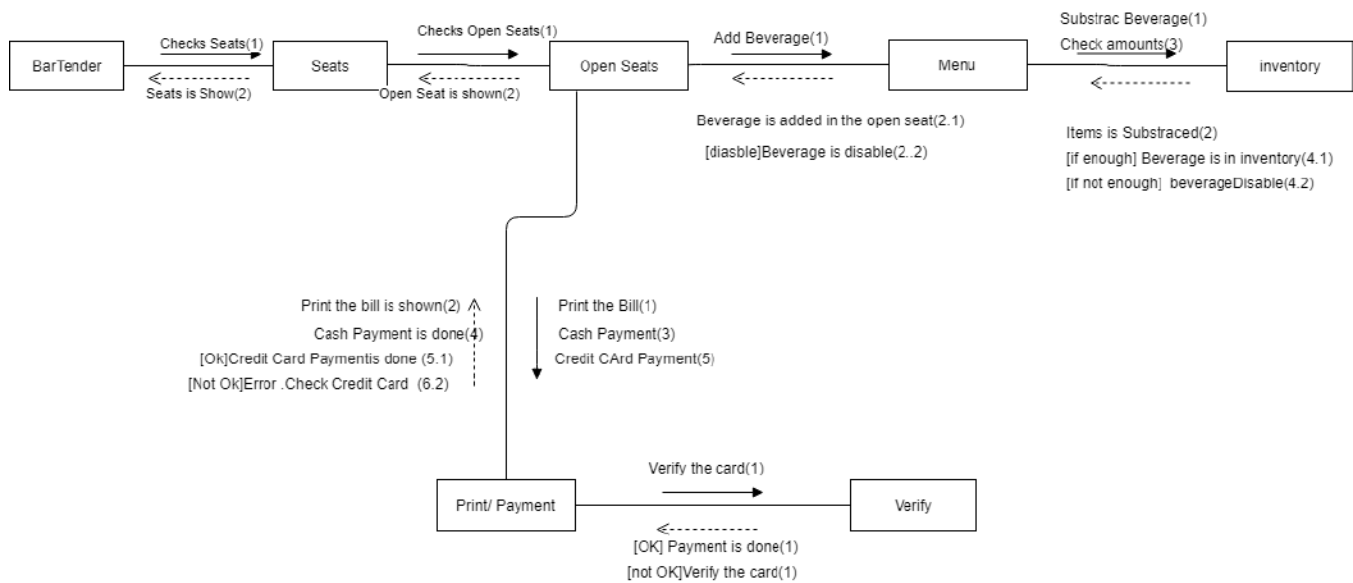 Checks Seats(1)
BarTender
Seats is Show(2)
Seats
Checks Open Seats(1)
Open Seat is shown(2)
Open Seats
Add Beverage(1)
Beverage is added in the open seat(2.1)
[diasble]Beverage is disable(2..2)
Menu
Substrac Beverage(1)
Check amounts(3)
inventory
Items is Substraced(2)
[if enough] Beverage is in inventory(4.1)
[if not enough] beverageDisable(4.2)
Print the bill is shown(2)
Cash Payment is done(4)
[Ok]Credit Card Paymentis done (5.1)
[Not Ok]Error .Check Credit Card (6.2)
Print the Bill(1)
Cash Payment(3)
Credit CArd Payment(5)
Print/ Payment
Verify the card(1)
Verify
[OK] Payment is done(1)
[not OK]Verify the card(1)